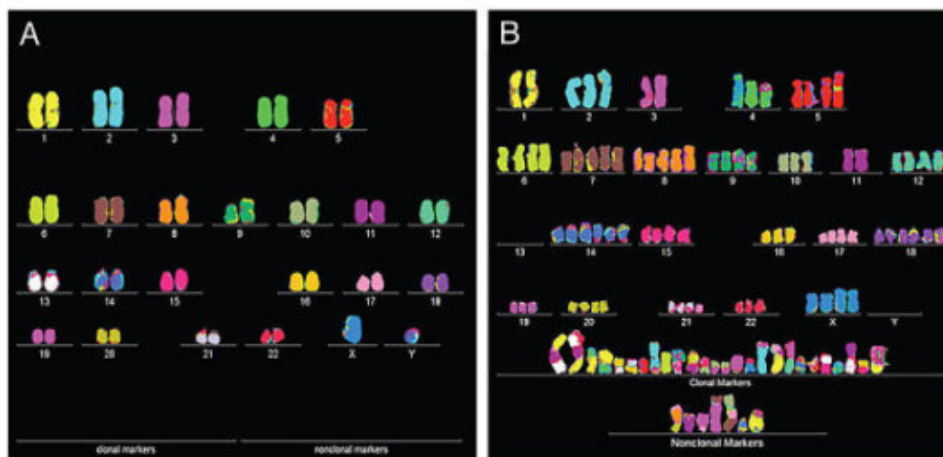 A
1 2 3 4 5
6 7 8 9 10 11 12
13 14 15 16 17 18
19 20 21 22 X Y
clonal markers nonclonal markers
B
1 2 3 4 5
6 7 8 9 10 11 12
13 14 15 16 17 18
19 20 21 22 X Y
Clonal Markers
Nonclonal Markers